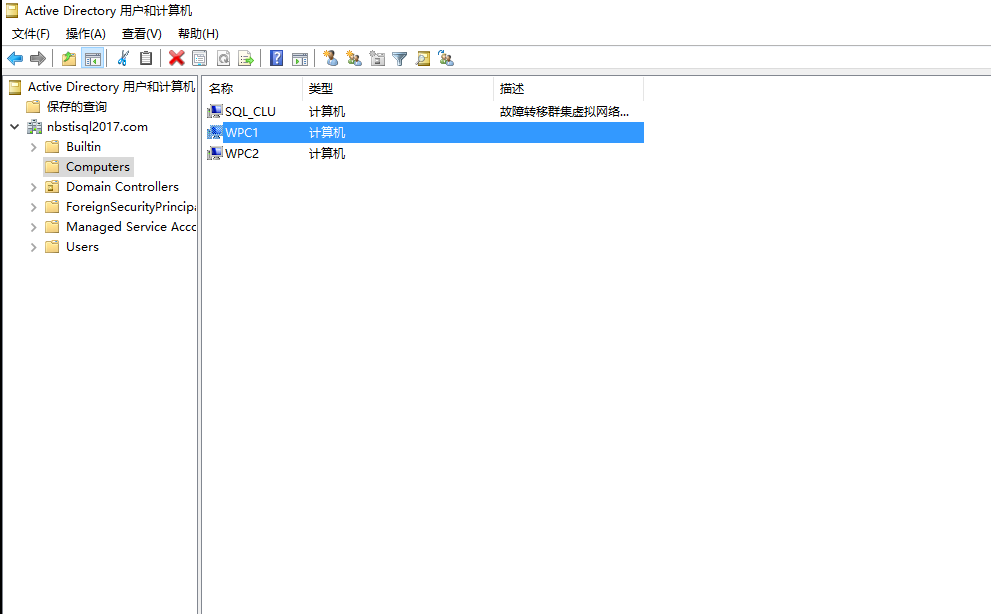 Active Directory 用户和计算机
文件(F) 操作(A) 查看(V) 帮助(H)
Active Directory 用户和计算机
保存的查询
nbstisql2017.com
Builtin
Computers
Domain Controllers
ForeignSecurityPrincipa
Managed Service Acco
Users
名称 类型 描述
SQL_CLU 计算机 故障转移群集虚拟网络...
WPC1 计算机
WPC2 计算机